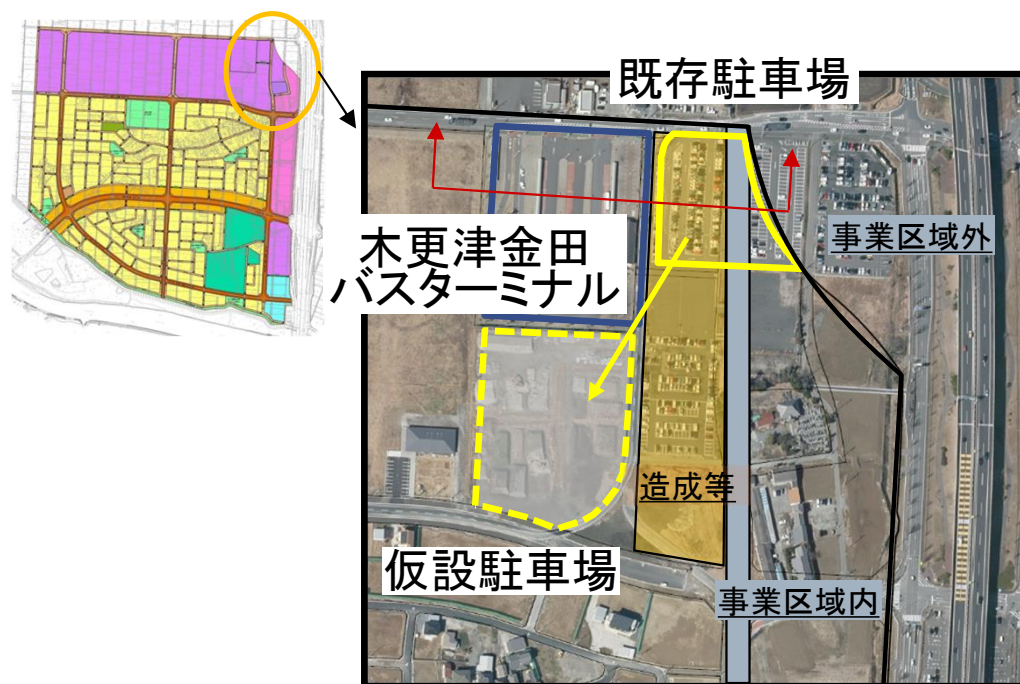 既存駐車場
事業区域外
木更津金田
バスターミナル
造成等
仮設駐車場
事業区域内